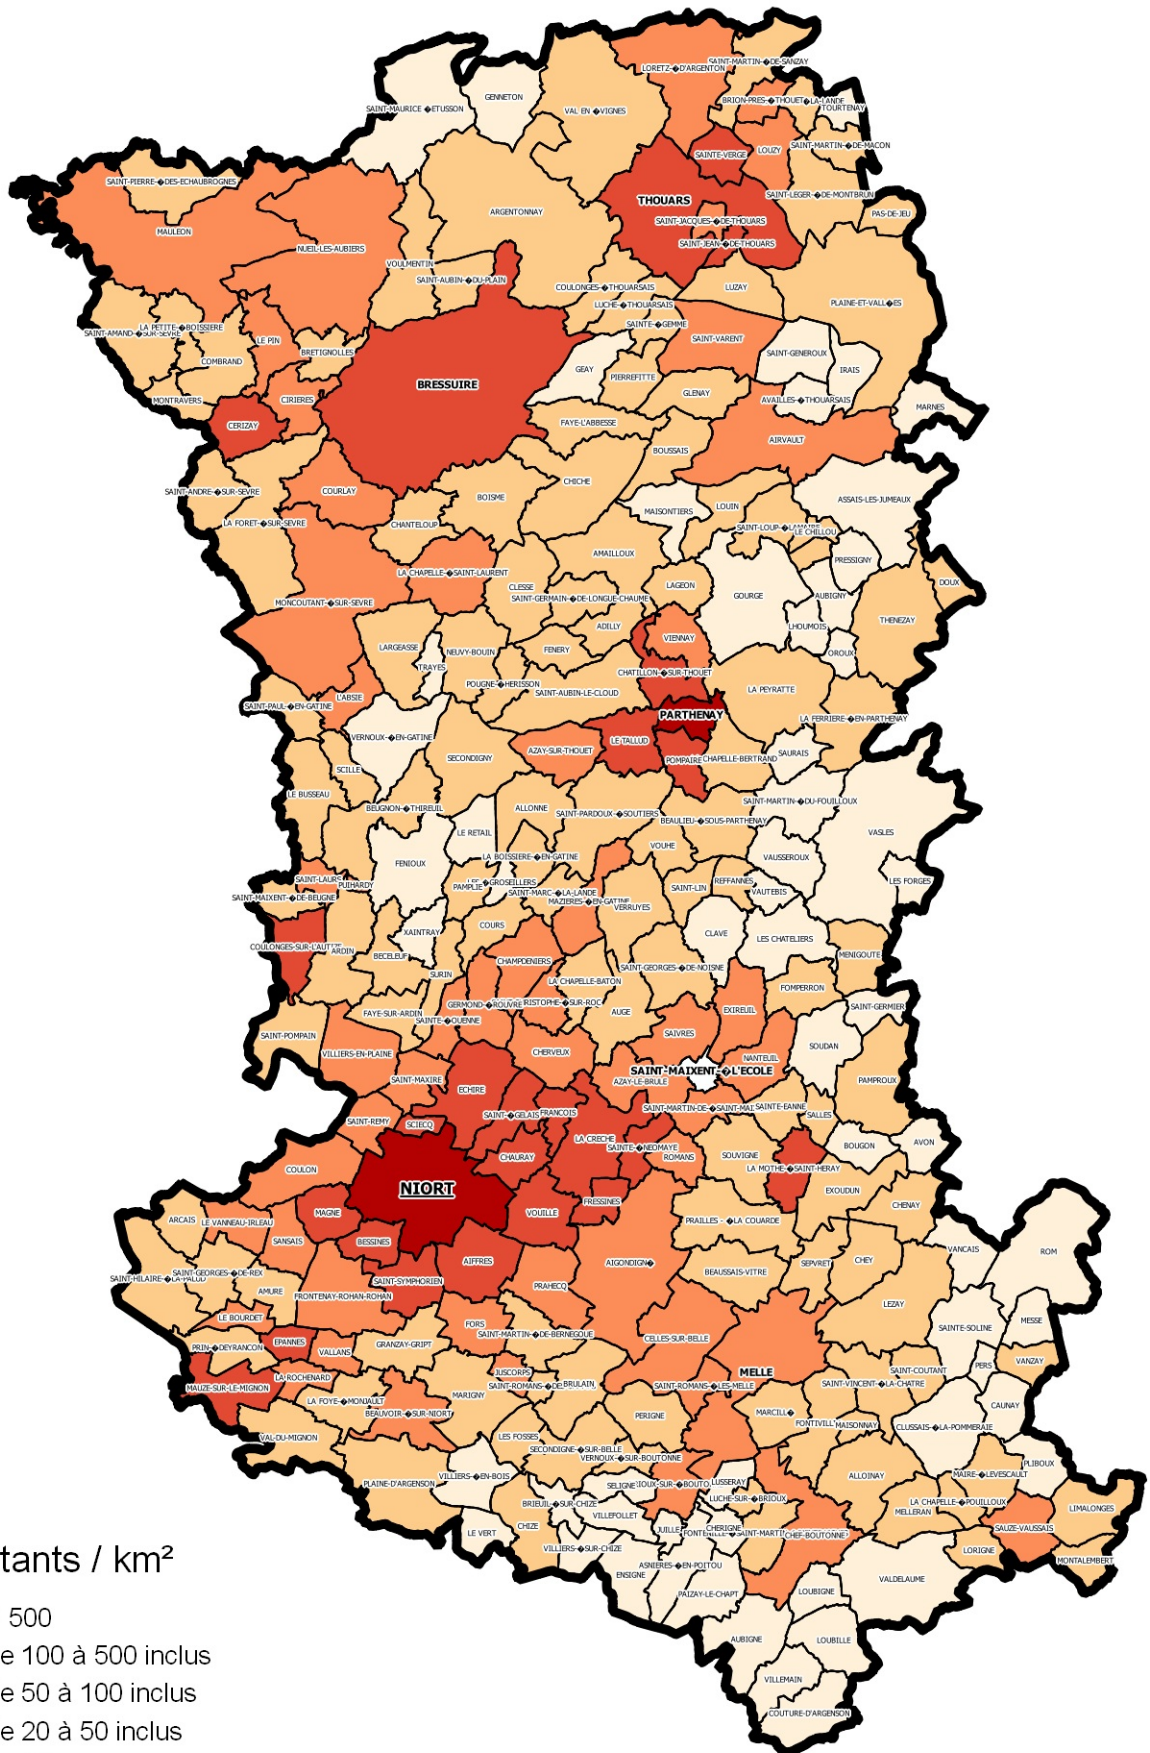 LORETZ-�D'ARGENTON
SAINT-MARTIN-�DE-SANZAY
GENNETON
SAINT-MAURICE �ETUSSON
VAL EN �VIGNES
BRION-PRES-�THOUET
�LA-LANDE
TOURTENAY
SAINTE-VERGE
LOUZY
SAINT-MARTIN-�DE-MACON
SAINT-PIERRE-�DES-ECHAUBROGNES
SAINT-LEGER-�DE-MONTBRUN
THOUARS
PAS-DE-JEU
ARGENTONNAY
SAINT-JACQUES-�DE-THOUARS
MAULEON
SAINT-JEAN-�DE-THOUARS
NUEIL-LES-AUBIERS
VOULMENTIN
SAINT-AUBIN-�DU-PLAIN
COULONGES-�THOUARSAIS
LUZAY
PLAINE-ET-VALL�ES
LUCHE-�THOUARSAIS
SAINTE-�GEMME
LA PETITE-�BOISSIERE
SAINT-AMAND-�SUR-SEVRE
LE PIN
SAINT-VARENT
BRETIGNOLLES
SAINT-GENEROUX
COMBRAND
GEAY
IRAIS
PIERREFITTE
BRESSUIRE
GLENAY
MONTRAVERS
CIRIERES
AVAILLES-�THOUARSAIS
MARNES
FAYE-L'ABBESSE
CERIZAY
AIRVAULT
BOUSSAIS
CHICHE
SAINT-ANDRE-�SUR-SEVRE
COURLAY
BOISME
ASSAIS-LES-JUMEAUX
LOUIN
MAISONTIERS
LA FORET-�SUR-SEVRE
CHANTELOUP
SAINT-LOUP-�LAMAIRE
LE CHILLOU
AMAILLOUX
PRESSIGNY
LA CHAPELLE-�SAINT-LAURENT
CLESSE
LAGEON
DOUX
GOURGE
AUBIGNY
SAINT-GERMAIN-�DE-LONGUE-CHAUME
MONCOUTANT-�SUR-SEVRE
THENEZAY
ADILLY
LHOUMOIS
VIENNAY
LARGEASSE
NEUVY-BOUIN
FENERY
OROUX
TRAYES
CHATILLON-�SUR-THOUET
POUGNE-�HERISSON
LA PEYRATTE
SAINT-AUBIN-LE-CLOUD
L'ABSIE
SAINT-PAUL-�EN-GATINE
PARTHENAY
LA FERRIERE-�EN-PARTHENAY
VERNOUX-�EN-GATINE
LE TALLUD
AZAY-SUR-THOUET
SAURAIS
SECONDIGNY
POMPAIRE
CHAPELLE-BERTRAND
SCILLE
LE BUSSEAU
SAINT-MARTIN-�DU-FOUILLOUX
BEUGNON-�THIREUIL
ALLONNE
SAINT-PARDOUX-�SOUTIERS
BEAULIEU-�SOUS-PARTHENAY
LE RETAIL
VASLES
VOUHE
LA BOISSIERE-�EN-GATINE
VAUSSEROUX
FENIOUX
SAINT-LAURS
PUIHARDY
PAMPLIE
�GROSEILLERS
REFFANNES
LES FORGES
SAINT-LIN
SAINT-MARC-�LA-LANDE
VAUTEBIS
SAINT-MAIXENT-�DE-BEUGNE
MAZIERES-�EN-GATINE
VERRUYES
COURS
XAINTRAY
CLAVE
LES CHATELIERS
COULONGES-SUR-L'AUTIZE
ARDIN
BECELEUF
MENIGOUTE
CHAMPDENIERS
SAINT-GEORGES-�DE-NOISNE
SURIN
LA CHAPELLE-BATON
FOMPERRON
GERMOND-�ROUVRE
SAINT-GERMIER
FAYE-SUR-ARDIN
SAINTE-�OUENNE
AUGE
EXIREUIL
SAINT-POMPAIN
SAIVRES
SOUDAN
VILLIERS-EN-PLAINE
CHERVEUX
NANTEUIL
SAINT-MAIXENT-�L'ECOLE
SAINT-MAXIRE
AZAY-LE-BRULE
PAMPROUX
ECHIRE
SAINT-�GELAIS
FRANCOIS
SAINTE-EANNE
SALLES
SAINT-REMY
SCIECQ
LA CRECHE
AVON
SAINTE-�NEOMAYE
BOUGON
CHAURAY
ROMANS
SOUVIGNE
COULON
LA MOTHE-�SAINT-HERAY
NIORT
EXOUDUN
FRESSINES
CHENAY
MAGNE
VOUILLE
ARCAIS
LE VANNEAU-IRLEAU
PRAILLES - �LA COUARDE
SANSAIS
BESSINES
VANCAIS
ROM
AIFFRES
AIGONDIGN�
SEPVRET
CHEY
SAINT-GEORGES-�DE-REX
BEAUSSAIS-VITRE
SAINT-HILAIRE-�LA-PALUD
SAINT-SYMPHORIEN
PRAHECQ
AMURE
FRONTENAY-ROHAN-ROHAN
LEZAY
LE BOURDET
MESSE
FORS
SAINTE-SOLINE
SAINT-MARTIN-�DE-BERNEGOUE
CELLES-SUR-BELLE
PRIN-�DEYRANCON
EPANNES
GRANZAY-GRIPT
VALLANS
VANZAY
PERS
MELLE
SAINT-COUTANT
JUSCORPS
LA ROCHENARD
MAUZE-SUR-LE-MIGNON
BRULAIN
SAINT-ROMANS-�LES-MELLE
SAINT-VINCENT-�LA-CHATRE
MARIGNY
LA FOYE-�MONJAULT
CAUNAY
BEAUVOIR-�SUR-NIORT
PERIGNE
MARCILL�
MAISONNAY
CLUSSAIS-�LA-POMMERAIE
VAL-DU-MIGNON
LES FOSSES
SECONDIGNE-�SUR-BELLE
VERNOUX-�SUR-BOUTONNE
PLIBOUX
VILLIERS-�EN-BOIS
ALLOINAY
MAIRE-�LEVESCAULT
PLAINE-D'ARGENSON
SELIGNE
LUSSERAY
LUCHE-SUR-�BRIOUX
BRIEUIL-�SUR-CHIZE
LA CHAPELLE-�POUILLOUX
LIMALONGES
VILLEFOLLET
MELLERAN
CHIZE
JUILLE
CHERIGNE
SAUZE-VAUSSAIS
LE VERT
CHEF-BOUTONNE
VILLIERS-�SUR-CHIZE
LORIGNE
MONTALEMBERT
ASNIERES-�EN-POITOU
ENSIGNE
VALDELAUME
PAIZAY-LE-CHAPT
LOUBIGNE
AUBIGNE
LOUBILLE
VILLEMAIN
COUTURE-D'ARGENSON
tants / km²
500
e 100 à 500 inclus
e 50 à 100 inclus
e 20 à 50 inclus